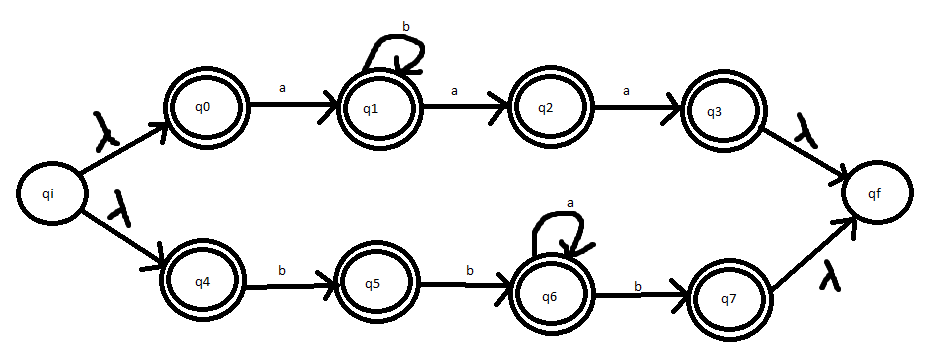 b
q0 a q1 a q2 a q3
λ λ
qi qf
λ a
q4 b q5 b q6 b q7 λ